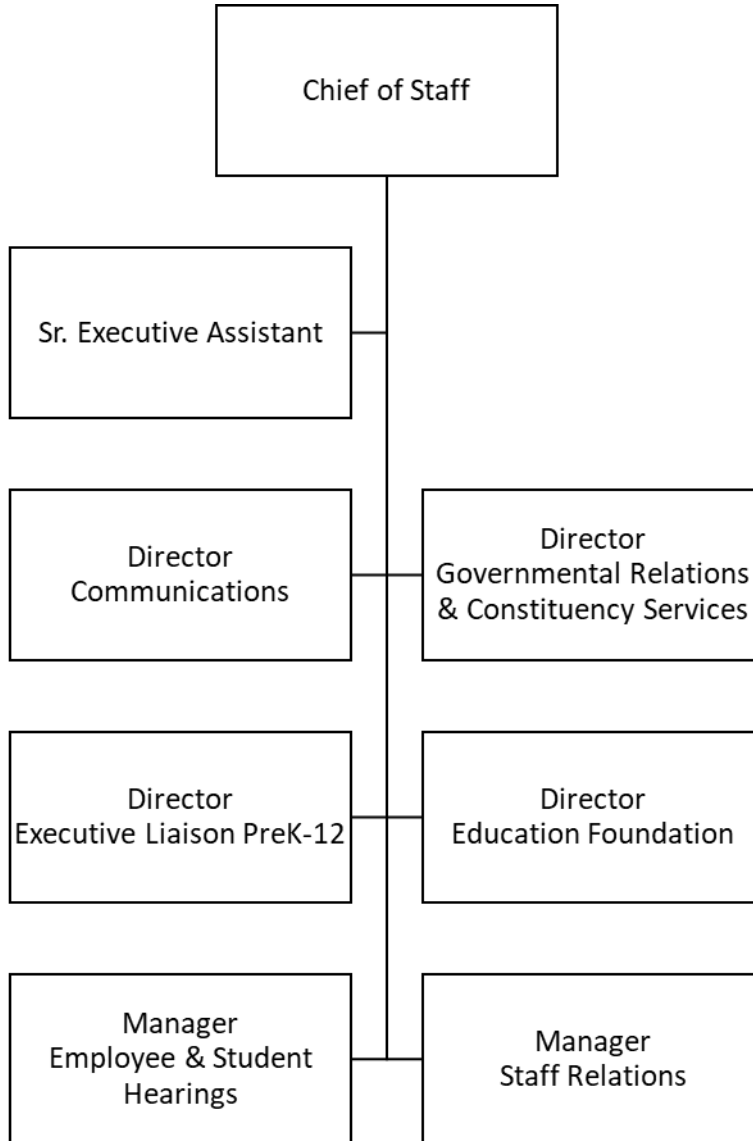 Chief of Staff
Sr. Executive Assistant
Director
Communications
Director
Governmental Relations
& Constituency Services
Director
Executive Liaison PreK-12
Director
Education Foundation
Manager
Employee & Student
Hearings
Manager
Staff Relations